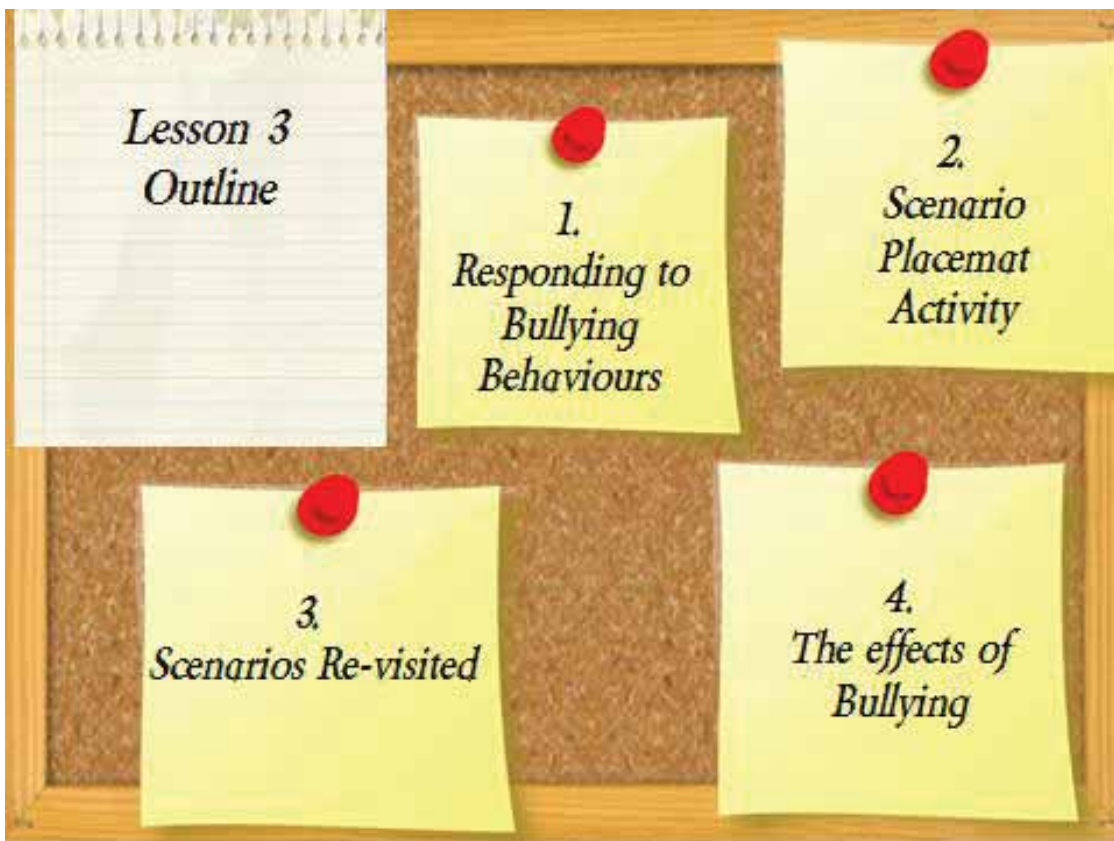 Lesson 3
Outline
1.
Responding to
Bullying
Behaviours
2.
Scenario
Placemat
Activity
3.
Scenarios Re-visited
4.
The effects of
Bullying